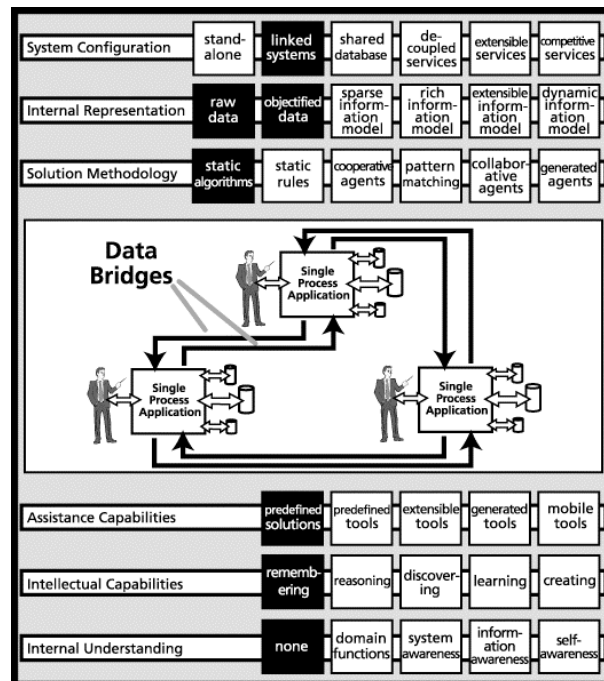 System Configuration
stand-
alone
linked
systems
shared
database
de-
coupled
services
extensible
services
competitive
services
Internal Representation
raw
data
objectified
data
sparse
inform-
ation
model
rich
inform-
ation
model
extensible
inform-
ation
model
dynamic
inform-
ation
model
Solution Methodology
static
algorithms
static
rules
cooperative
agents
pattern
matching
collabor-
ative
agents
generated
agents
Data
Bridges
Single
Process
Application
Single
Process
Application
Single
Process
Application
Assistance Capabilities
predefined
solutions
predefined
tools
extensible
tools
generated
tools
mobile
tools
Intellectual Capabilities
rememb-
ering
reasoning
discover-
ing
learning
creating
Internal Understanding
none
domain
functions
system
awareness
inform-
ation
awareness
self-
awareness